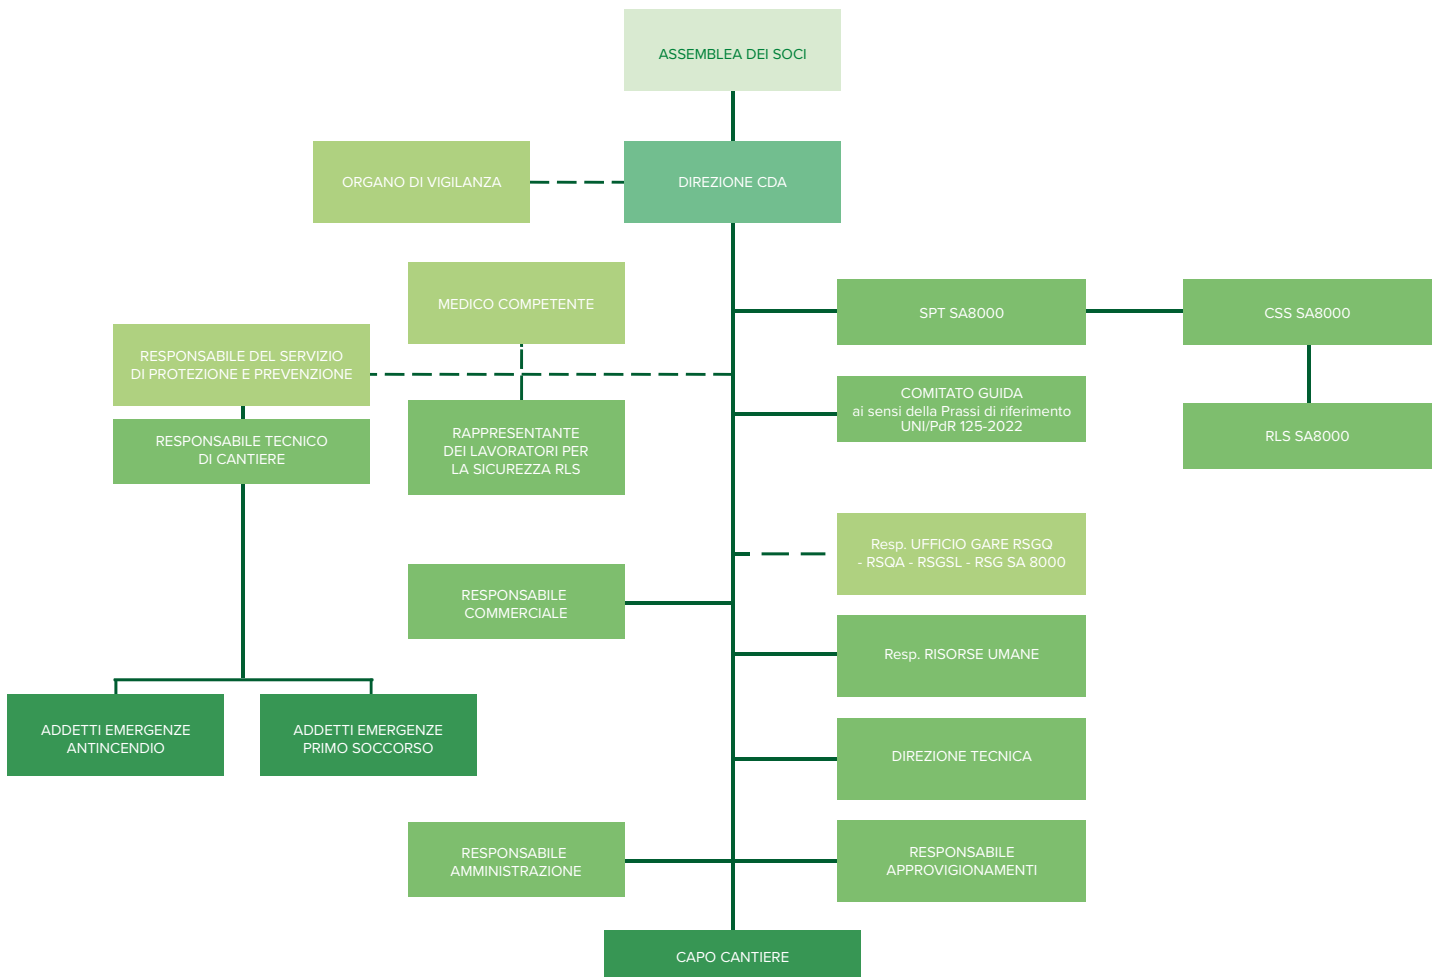 ASSEMBLEA DEI SOCI
ORGANO DI VIGILANZA
DIREZIONE CDA
MEDICO COMPETENTE
SPT SA8000
CSS SA8000
RESPONSABILE DEL SERVIZIO
DI PROTEZIONE E PREVENZIONE
COMITATO GUIDA
ai sensi della Prassi di riferimento
UNI/PdR 125-2022
RAPPRESENTANTE
DEI LAVORATORI PER
LA SICUREZZA RLS
RLS SA8000
RESPONSABILE TECNICO
DI CANTIERE
Resp. UFFICIO GARE RSGQ
- RSQA - RSGSL - RSG SA 8000
RESPONSABILE
COMMERCIALE
Resp. RISORSE UMANE
ADDETTI EMERGENZE
ANTINCENDIO
ADDETTI EMERGENZE
PRIMO SOCCORSO
DIREZIONE TECNICA
RESPONSABILE
AMMINISTRAZIONE
RESPONSABILE
APPROVIGIONAMENTI
CAPO CANTIERE